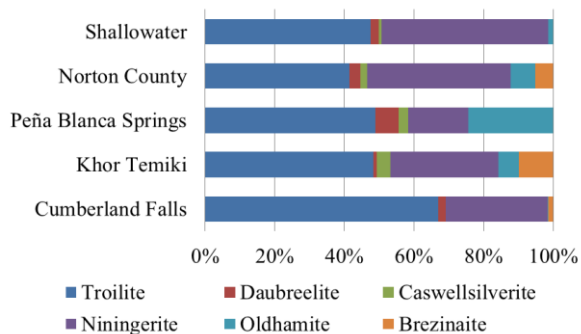 Shallowater
Norton County
Peña Blanca Springs
Khor Temiki
Cumberland Falls
0% 20% 40% 60% 80% 100%
Troilite Daubreelite Caswellsilverite
Niningerite Oldhamite Brezinaite